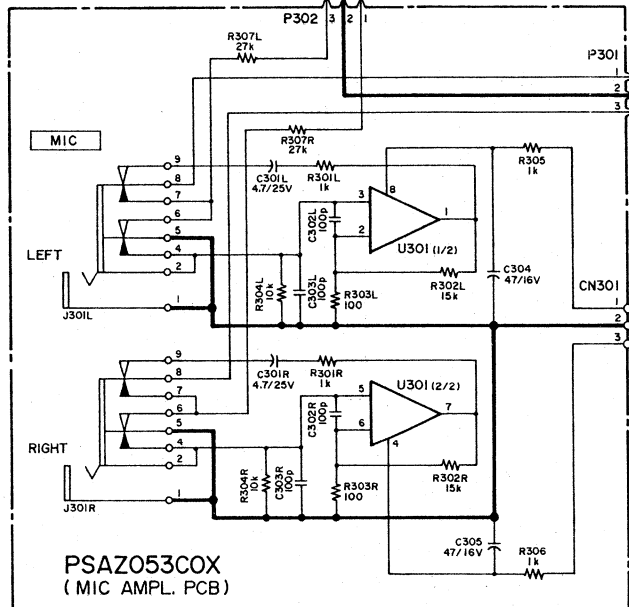 P302 3 2 1
R307L
27k
P301
1
2
3
R307R
27k
MIC
9
8
7
6
5
4
2
1
LEFT
J301L
C301L
4.7/25V
R301L
1k
C302L
100p
3
2
8
1
U301 (1/2)
R305
1k
R304L
10k
C303L
100p
R303L
100
R302L
15k
C304
47/16V
CN301
1
2
3
9
8
7
6
5
4
2
1
RIGHT
J301R
C301R
4.7/25V
R301R
1k
C302R
100p
5
6
4
7
U301 (2/2)
R304R
10k
C303R
100p
R303R
100
R302R
15k
C305
47/16V
R306
1k
PSAZ053COX
(MIC AMPL. PCB)